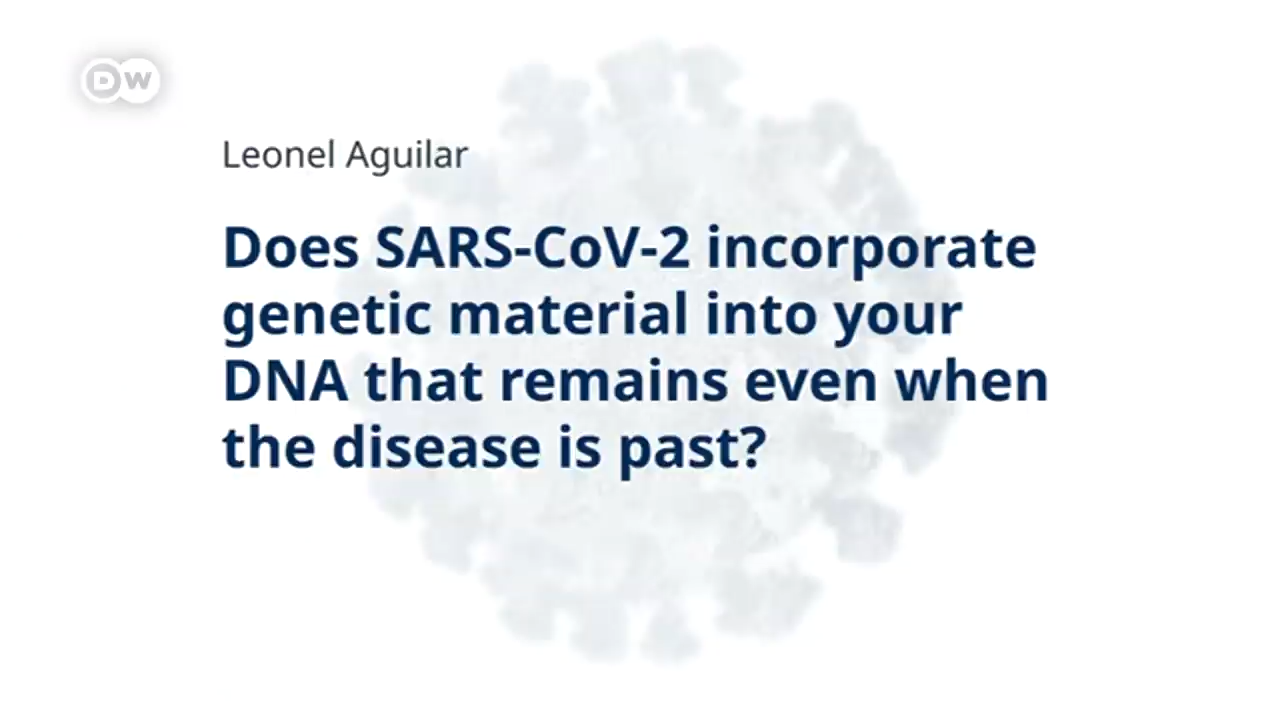 DW
Leonel Aguilar
Does SARS-CoV-2 incorporate
genetic material into your
DNA that remains even when
the disease is past?